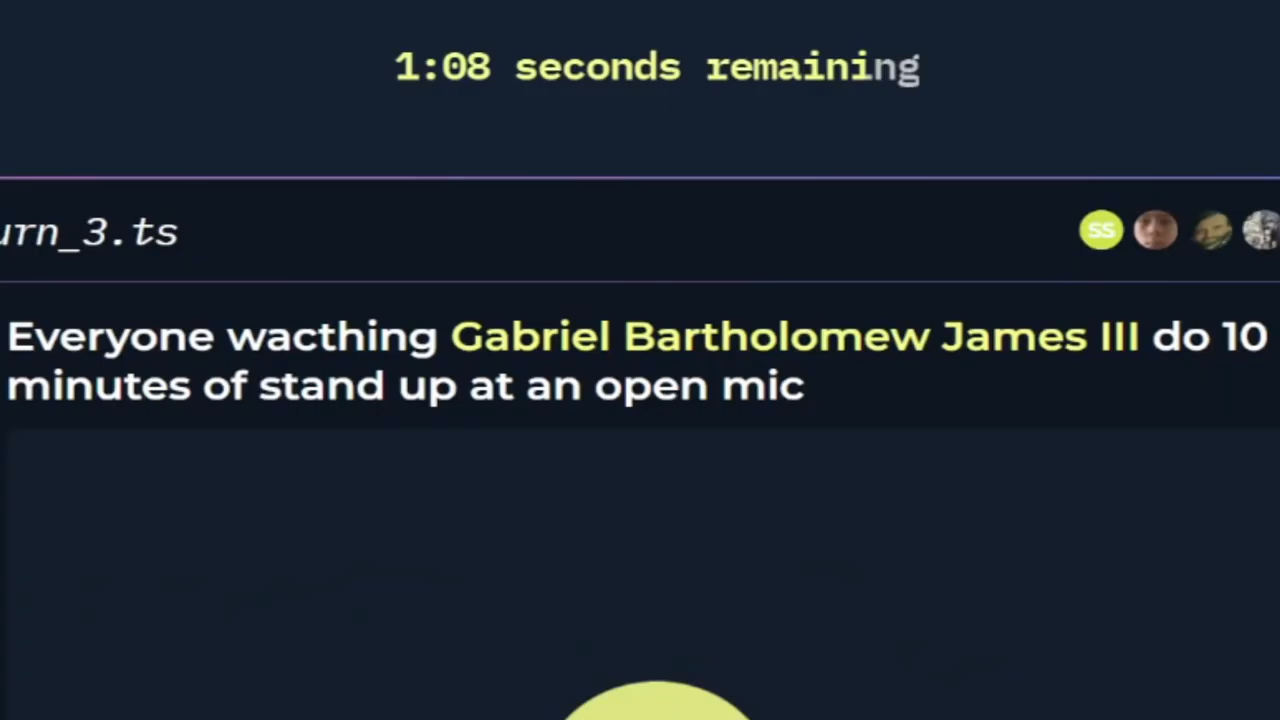 1:08 seconds remaining
urn_3.ts
SS
Everyone wacthing Gabriel Bartholomew James III do 10
minutes of stand up at an open mic